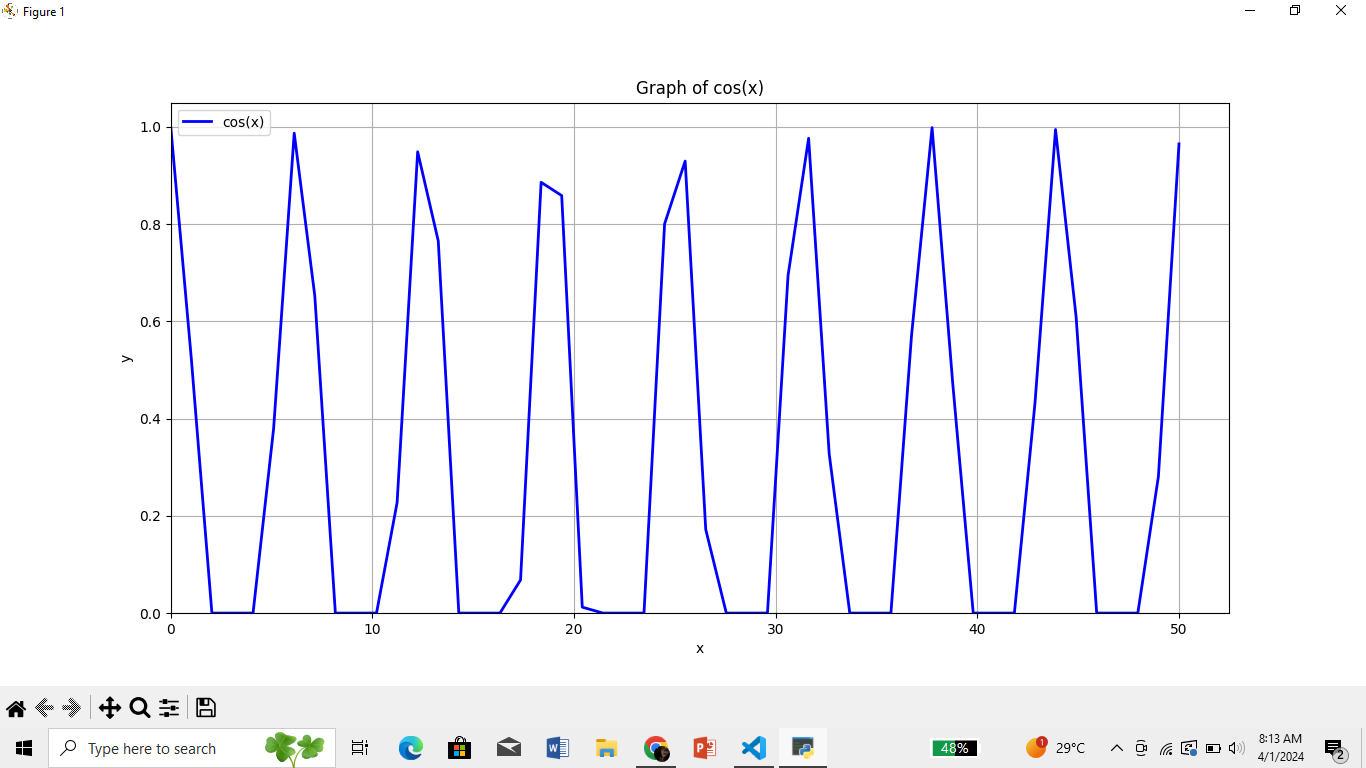 Figure 1
Graph of cos(x)
cos(x)
1.0
0.8
0.6
0.4
0.2
0.0
y
0 10 20 30 40 50
x
Type here to search
48%
1
29°C
8:13 AM
4/1/2024
2